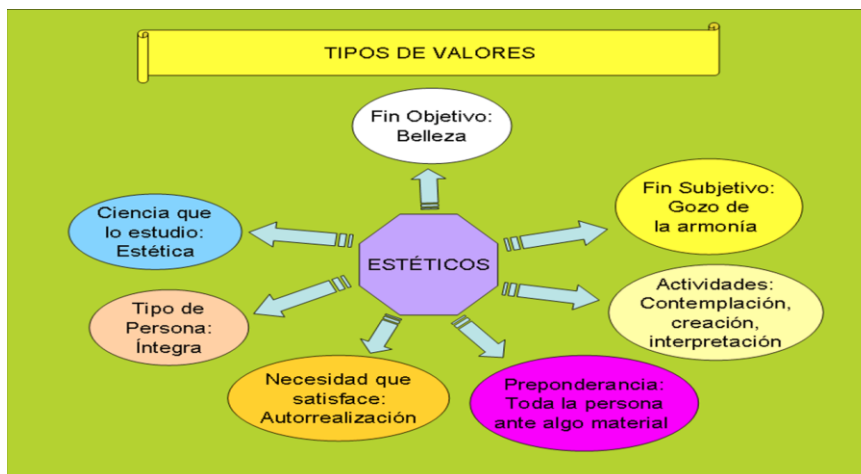 TIPOS DE VALORES
Fin Objetivo:
Belleza
Fin Subjetivo:
Gozo de
la armonía
Ciencia que
lo estudio:
Estética
ESTÉTICOS
Actividades:
Contemplación,
creación,
interpretación
Tipo de
Persona:
Íntegra
Necesidad que
satisface:
Autorrealización
Preponderancia:
Toda la persona
ante algo material